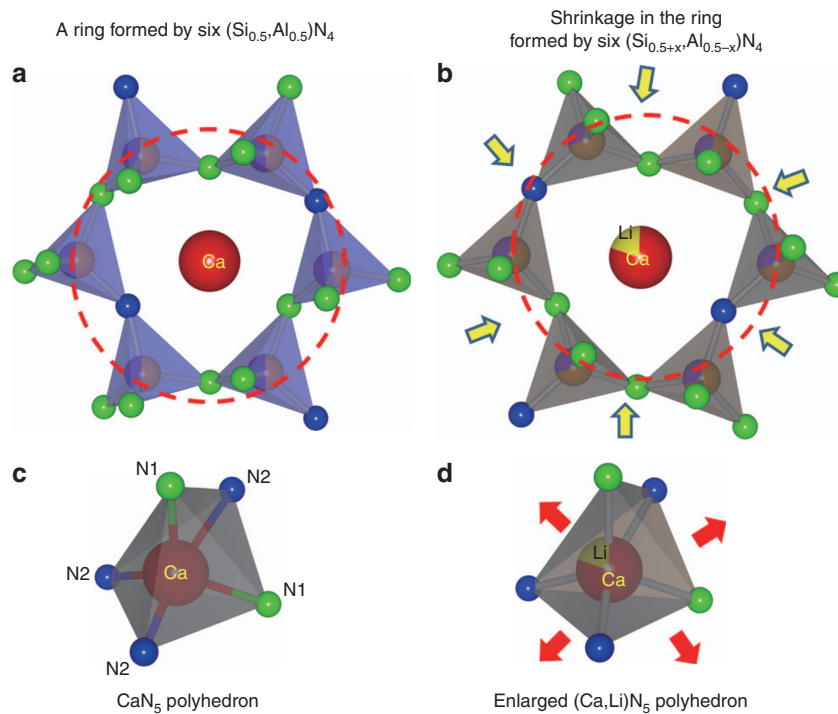 A ring formed by six (Si₀.₅,Al₀.₅)N₄
Shrinkage in the ring
formed by six (Si₀.₅₊ₓ,Al₀.₅₋ₓ)N₄
a
b
Ca
Li
Ca
c
d
N1
N2
Ca
N2
N1
N2
Li
Ca
CaN₅ polyhedron
Enlarged (Ca,Li)N₅ polyhedron